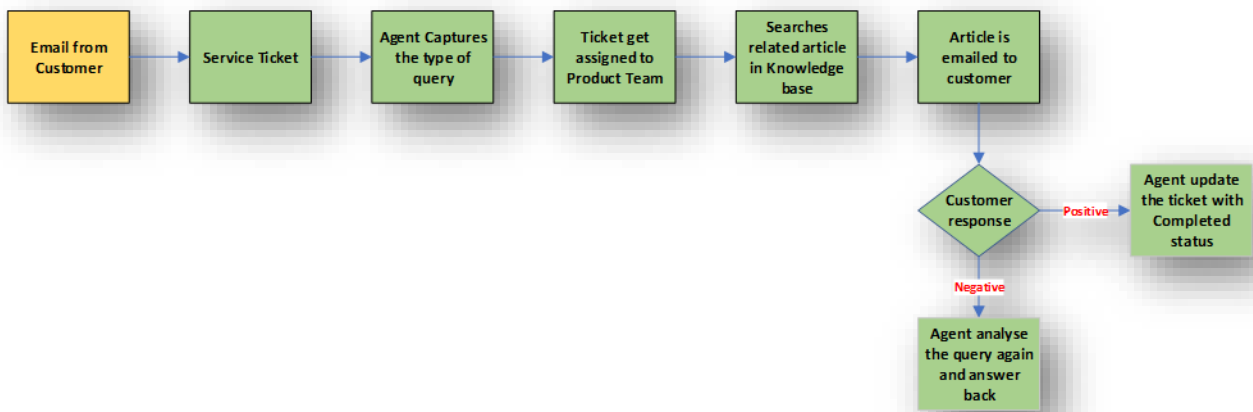 Email from
Customer
Service Ticket
Agent Captures
the type of
query
Ticket get
assigned to
Product Team
Searches
related article
in Knowledge
base
Article is
emailed to
customer
Customer
response
Positive
Agent update
the ticket with
Completed
status
Negative
Agent analyse
the query again
and answer
back